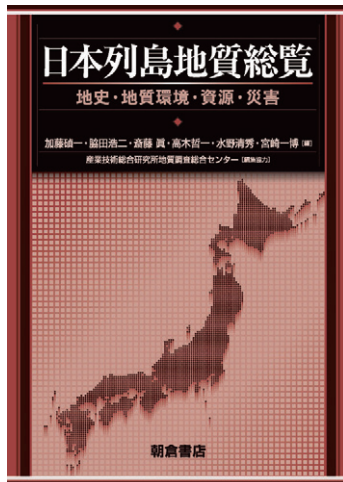 日本列島地質総覧
地史・地質環境・資源・災害
加藤碵一・脇田浩二・斎藤 眞・高木哲一・水野清秀・宮崎一博[編]
産業技術総合研究所地質調査総合センター[編集協力]
朝倉書店